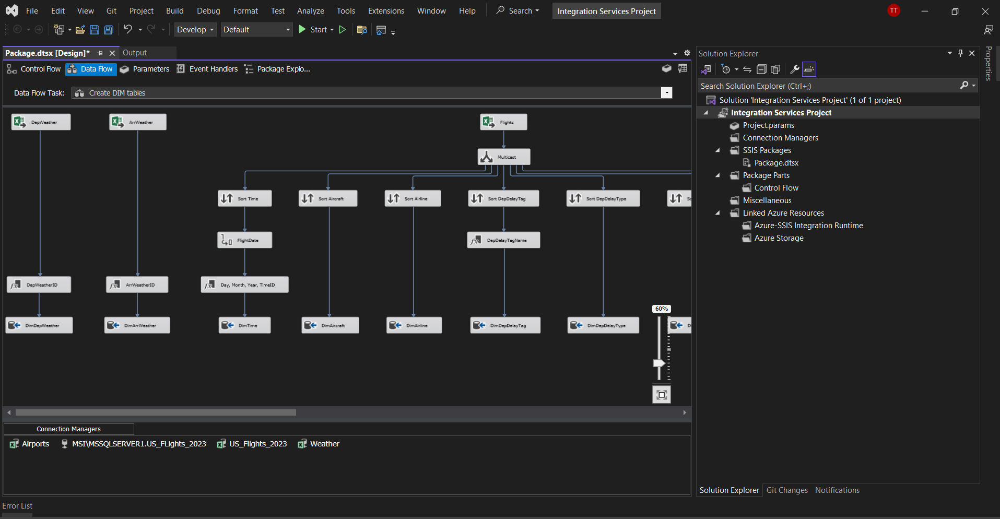 File Edit View Git Project Build Debug Format Test Analyze Tools Extensions Window Help Search Integration Services Project TT
Develop Default Start
Package.dtsx [Design]* Output
Control Flow Data Flow Parameters Event Handlers Package Explo...
Data Flow Task: Create DIM tables
DepWeather ArrWeather Flights
Multicast
Sort Time Sort Aircraft Sort Airline Sort DepDelayTag Sort DepDelayType
FlightDate DepDelayTagName
DepWeatherID ArrWeatherID Day, Month, Year, TimeID
60%
DimDepWeather DimArrWeather DimTime DimAircraft DimAirline DimDepDelayTag DimDepDelayType
Connection Managers
Airports MSI\MSSQLSERVER1.US_FLights_2023 US_Flights_2023 Weather
Error List
Solution Explorer
Search Solution Explorer (Ctrl+;)
Solution 'Integration Services Project' (1 of 1 project)
Integration Services Project
Project.params
Connection Managers
SSIS Packages
Package.dtsx
Package Parts
Control Flow
Miscellaneous
Linked Azure Resources
Azure-SSIS Integration Runtime
Azure Storage
Solution Explorer Git Changes Notifications
Properties